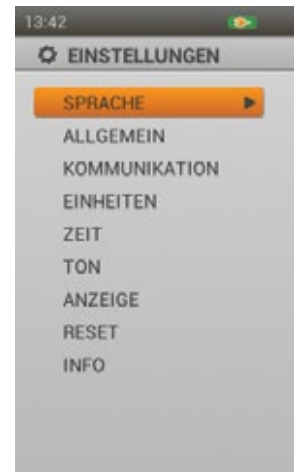 13:42
EINSTELLUNGEN
SPRACHE
ALLGEMEIN
KOMMUNIKATION
EINHEITEN
ZEIT
TON
ANZEIGE
RESET
INFO